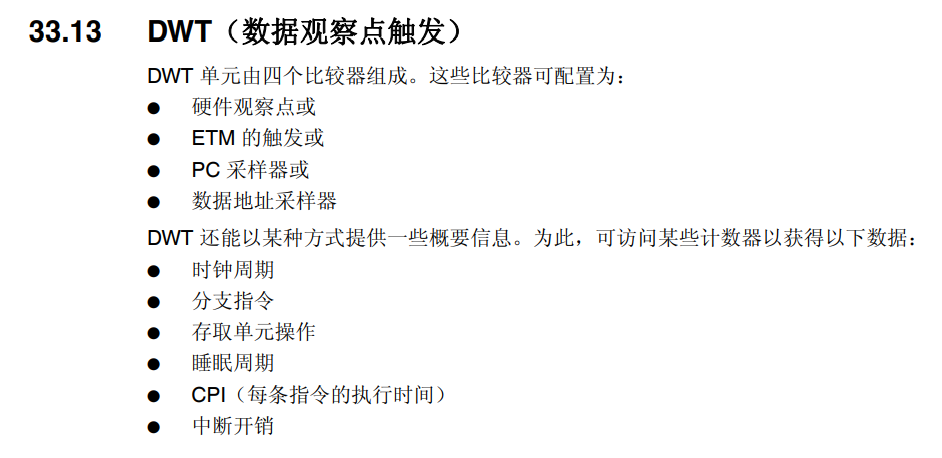 33.13 DWT（数据观察点触发）
DWT 单元由四个比较器组成。这些比较器可配置为：
● 硬件观察点或
● ETM 的触发或
● PC 采样器或
● 数据地址采样器
DWT 还能以某种方式提供一些概要信息。为此，可访问某些计数器以获得以下数据：
● 时钟周期
● 分支指令
● 存取单元操作
● 睡眠周期
● CPI（每条指令的执行时间）
● 中断开销